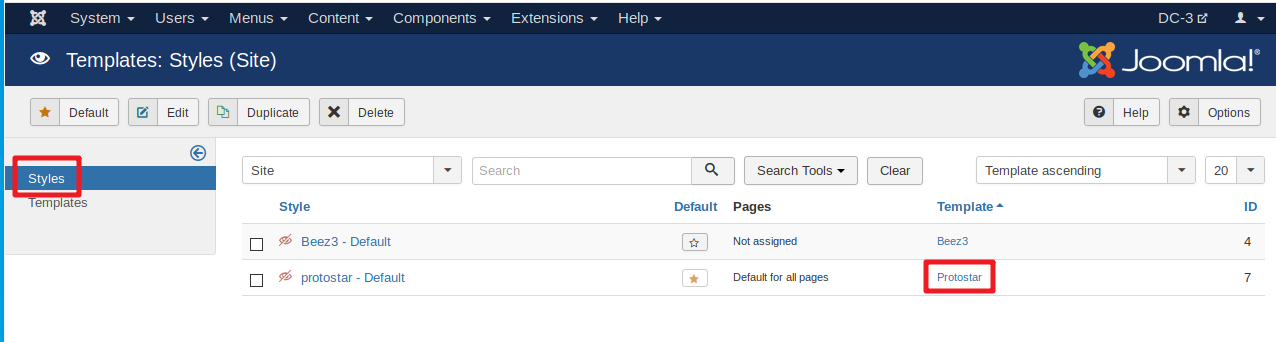 System Users Menus Content Components Extensions Help DC-3
Templates: Styles (Site) Joomla!®
Default Edit Duplicate Delete Help Options
Styles
Templates
Site Search Search Tools Clear Template ascending 20
Style Default Pages Template ID
Beez3 - Default Not assigned Beez3 4
protostar - Default Default for all pages Protostar 7